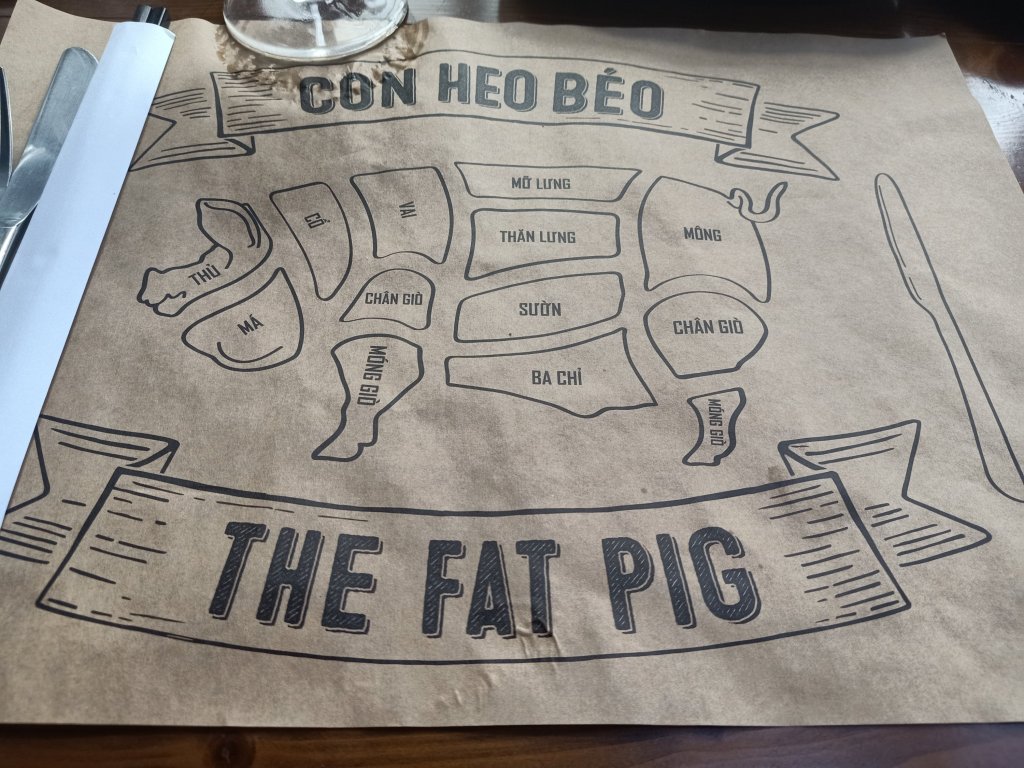 CON HEO BÉO
MỠ LƯNG
CỔ
VAI
THĂN LƯNG
MÔNG
THỦ
CHÂN GIÒ
SƯỜN
MÁ
CHÂN GIÒ
MÓNG GIÒ
BA CHỈ
MÓNG GIÒ
THE FAT PIG